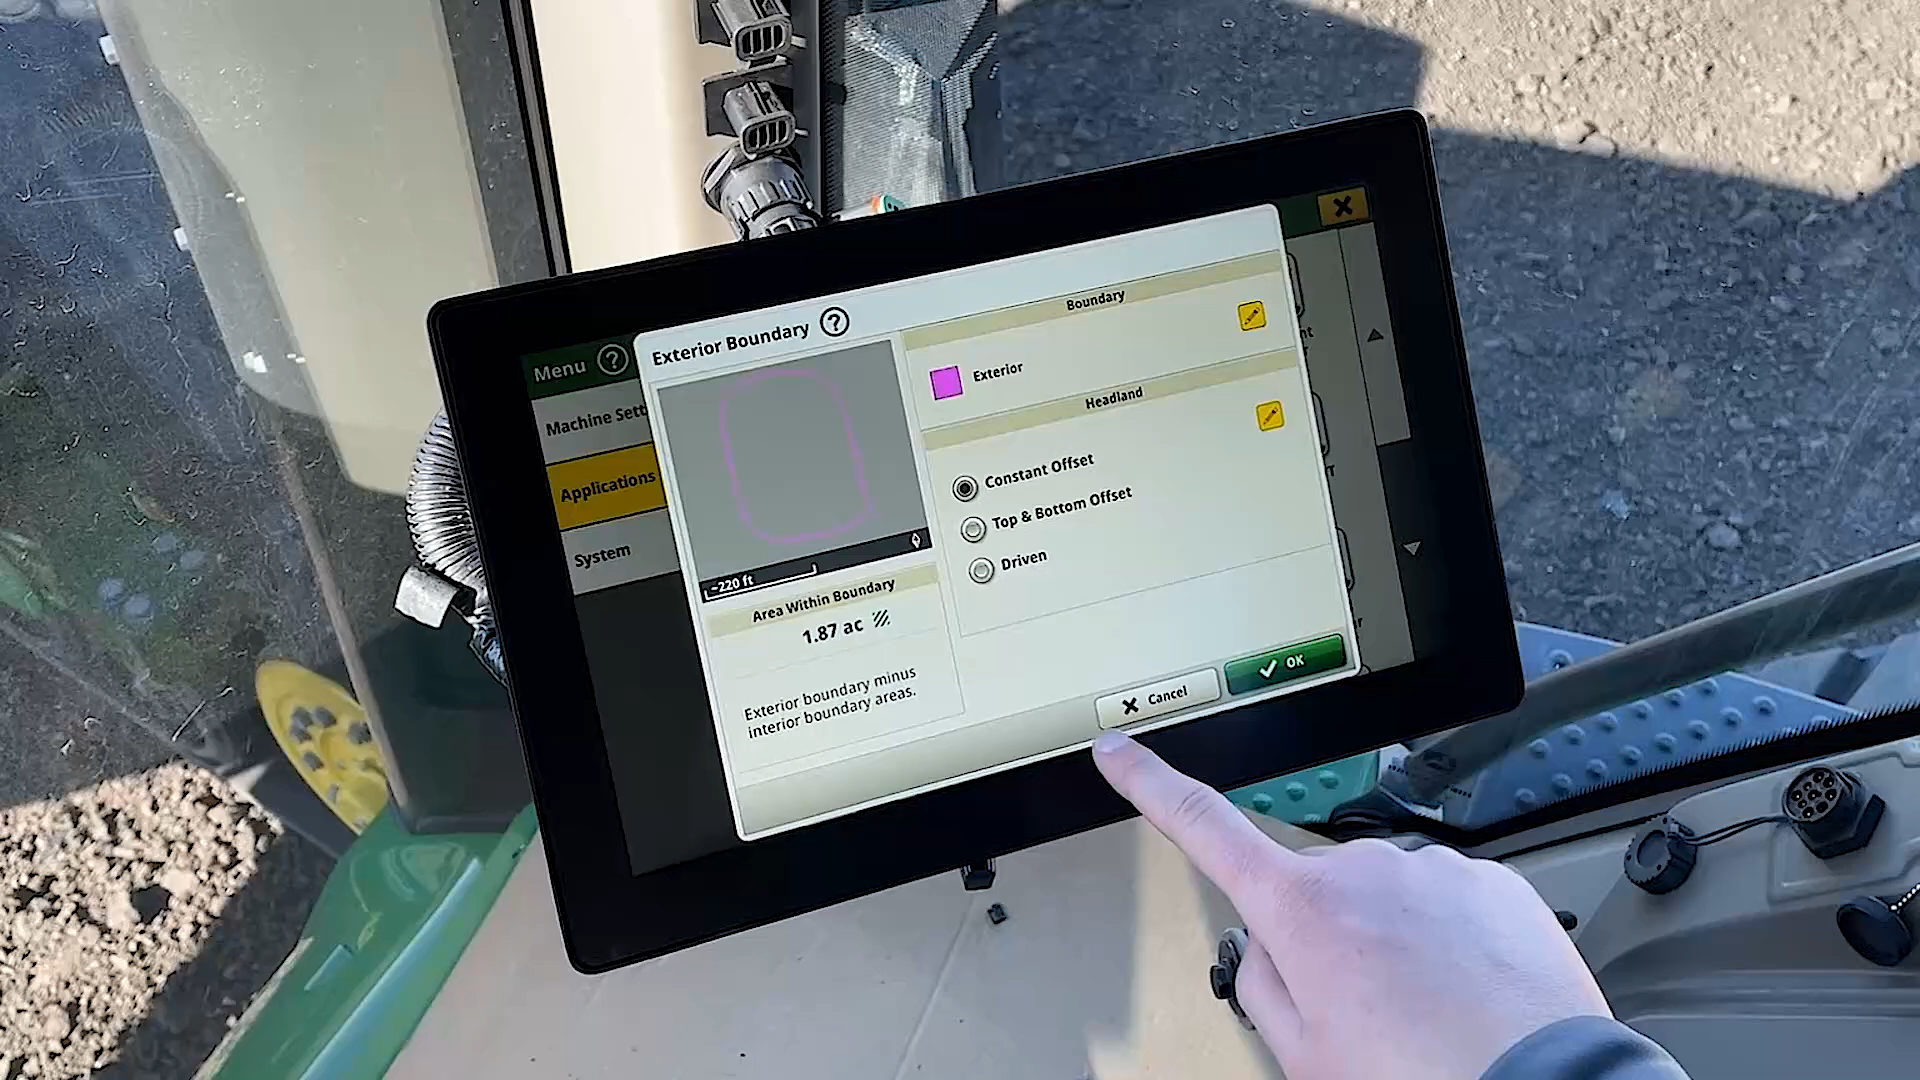 Menu
Machine Sett
Applications
System
Exterior Boundary
~220 ft
Area Within Boundary
1.87 ac
Exterior boundary minus
interior boundary areas.
Boundary
Exterior
Headland
Constant Offset
Top & Bottom Offset
Driven
Cancel
OK